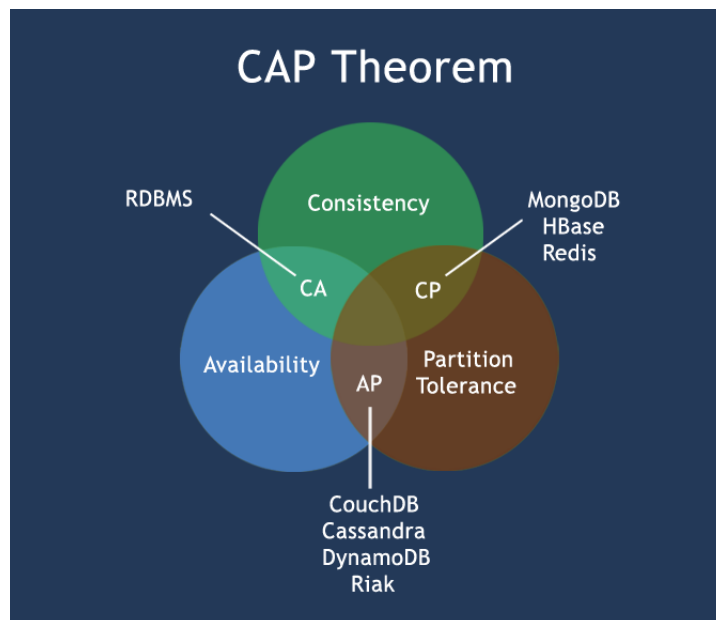 CAP Theorem
RDBMS
Consistency
MongoDB
HBase
Redis
CA
CP
Availability
Partition
Tolerance
AP
CouchDB
Cassandra
DynamoDB
Riak